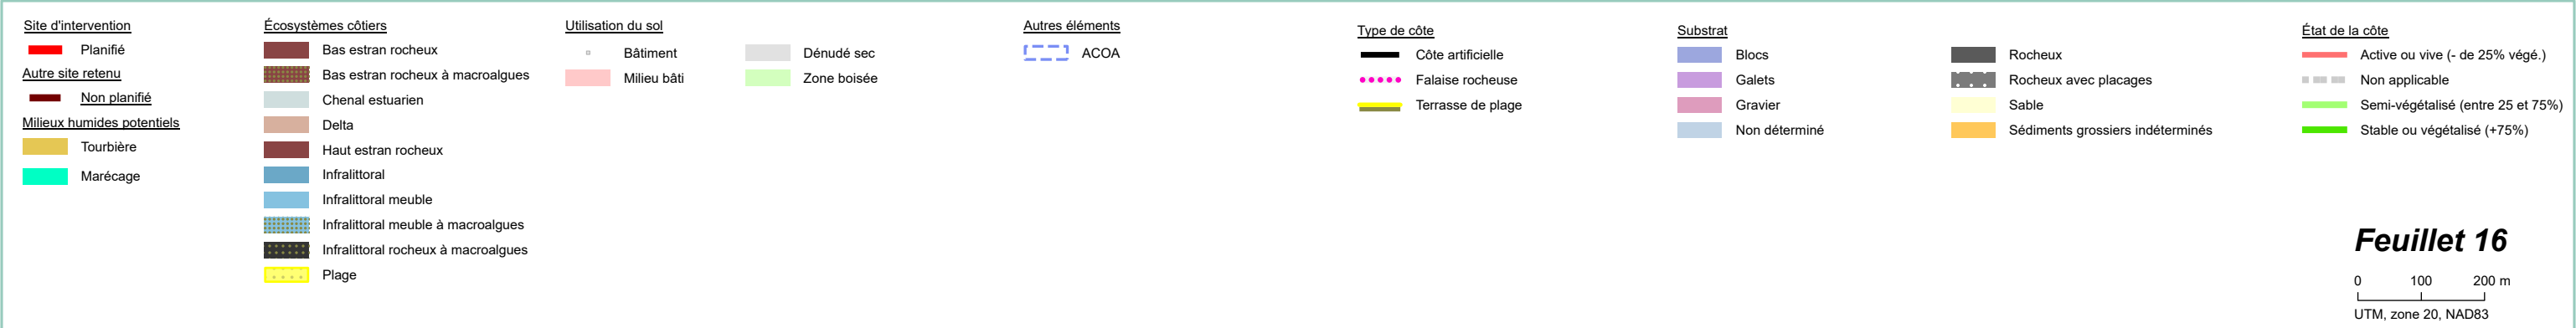 Site d'intervention
Planifié
Autre site retenu
Non planifié
Milieux humides potentiels
Tourbière
Marécage
Écosystèmes côtiers
Bas estran rocheux
Bas estran rocheux à macroalgues
Chenal estuarien
Delta
Haut estran rocheux
Infralittoral
Infralittoral meuble
Infralittoral meuble à macroalgues
Infralittoral rocheux à macroalgues
Plage
Utilisation du sol
Bâtiment
Milieu bâti
Dénudé sec
Zone boisée
Autres éléments
ACOA
Type de côte
Côte artificielle
Falaise rocheuse
Terrasse de plage
Substrat
Blocs
Galets
Gravier
Non déterminé
Rocheux
Rocheux avec placages
Sable
Sédiments grossiers indéterminés
État de la côte
Active ou vive (- de 25% végé.)
Non applicable
Semi-végétalisé (entre 25 et 75%)
Stable ou végétalisé (+75%)
Feuillet 16
0 100 200 m
UTM, zone 20, NAD83